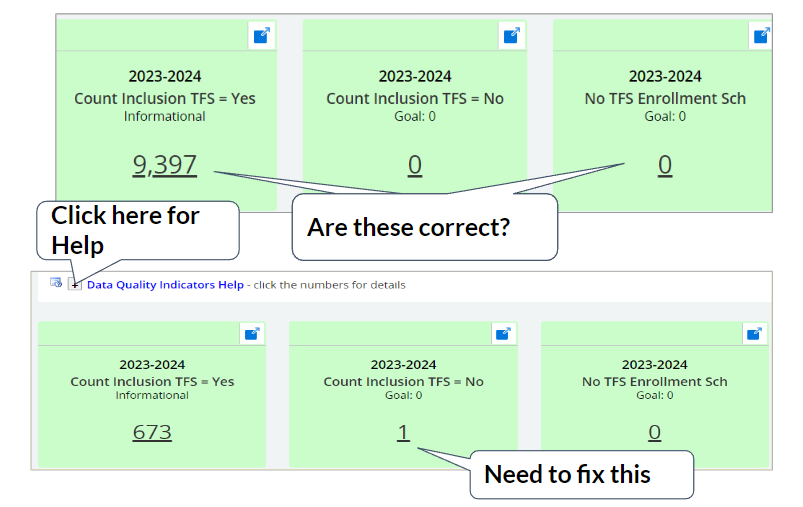 2023-2024
Count Inclusion TFS = Yes
Informational
9,397
2023-2024
Count Inclusion TFS = No
Goal: 0
0
2023-2024
No TFS Enrollment Sch
Goal: 0
0
Click here for
Help
Are these correct?
Data Quality Indicators Help - click the numbers for details
2023-2024
Count Inclusion TFS = Yes
Informational
673
2023-2024
Count Inclusion TFS = No
Goal: 0
1
2023-2024
No TFS Enrollment Sch
Goal: 0
0
Need to fix this